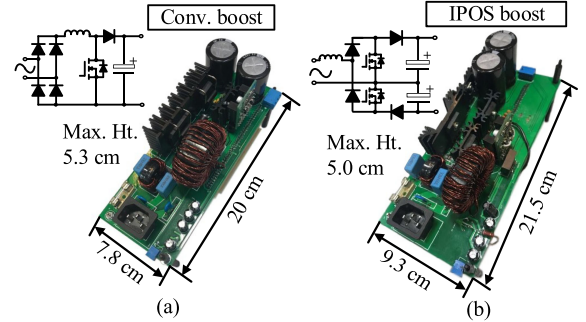 Conv. boost
Max. Ht.
5.3 cm
20 cm
7.8 cm
(a)
IPOS boost
Max. Ht.
5.0 cm
21.5 cm
9.3 cm
(b)